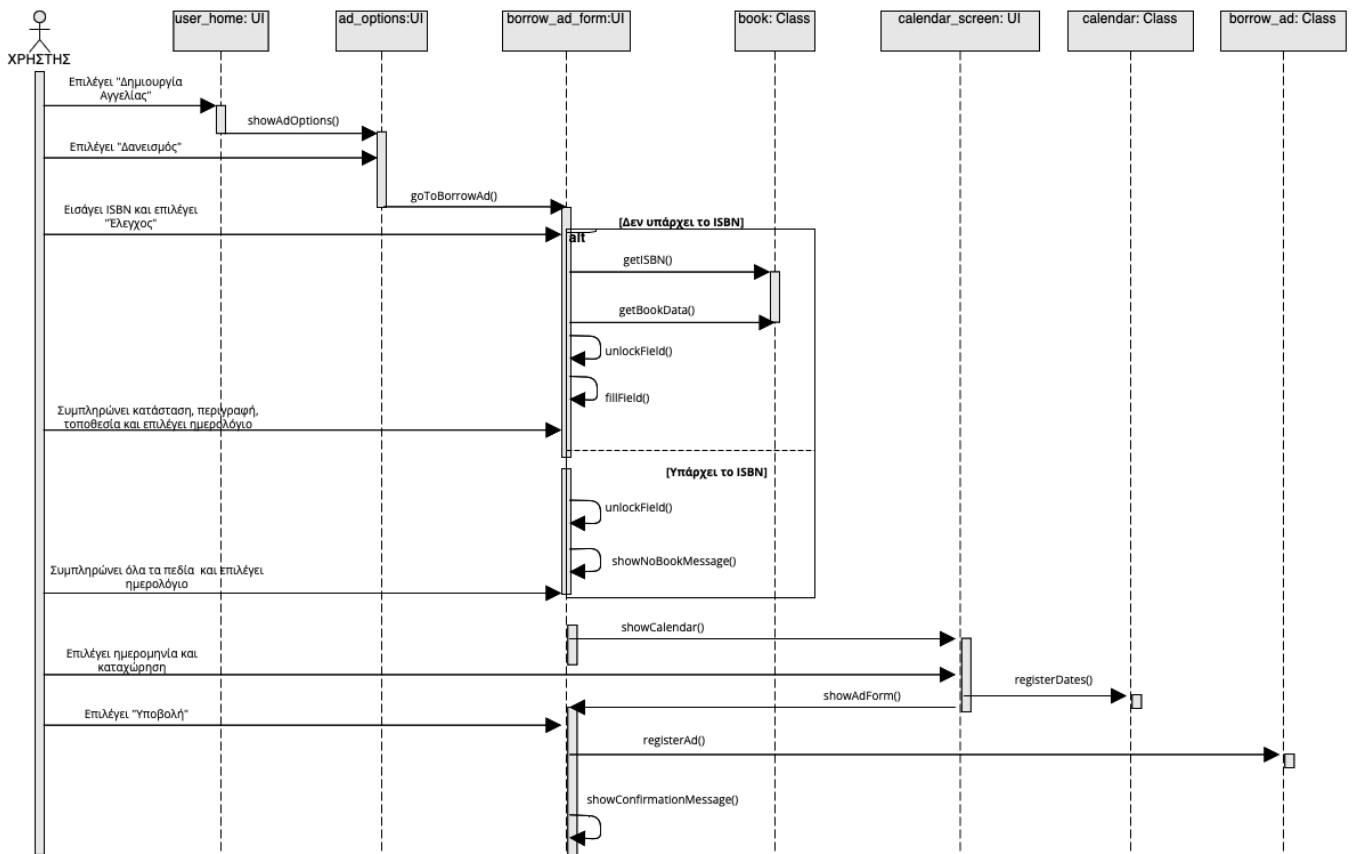 user_home: UI
ad_options:UI
borrow_ad_form:UI
book: Class
calendar_screen: UI
calendar: Class
borrow_ad: Class
ΧΡΗΣΤΗΣ
Επιλέγει "Δημιουργία
Αγγελίας"
showAdOptions()
Επιλέγει "Δανεισμός"
goToBorrowAd()
Εισάγει ISBN και επιλέγει
"Έλεγχος"
[Δεν υπάρχει το ISBN]
alt
getISBN()
getBookData()
unlockField()
fillField()
Συμπληρώνει κατάσταση, περιγραφή,
τοποθεσία και επιλέγει ημερολόγιο
[Υπάρχει το ISBN]
unlockField()
showNoBookMessage()
Συμπληρώνει όλα τα πεδία και επιλέγει
ημερολόγιο
showCalendar()
Επιλέγει ημερομηνία και
καταχώρηση
registerDates()
showAdForm()
Επιλέγει "Υποβολή"
registerAd()
showConfirmationMessage()